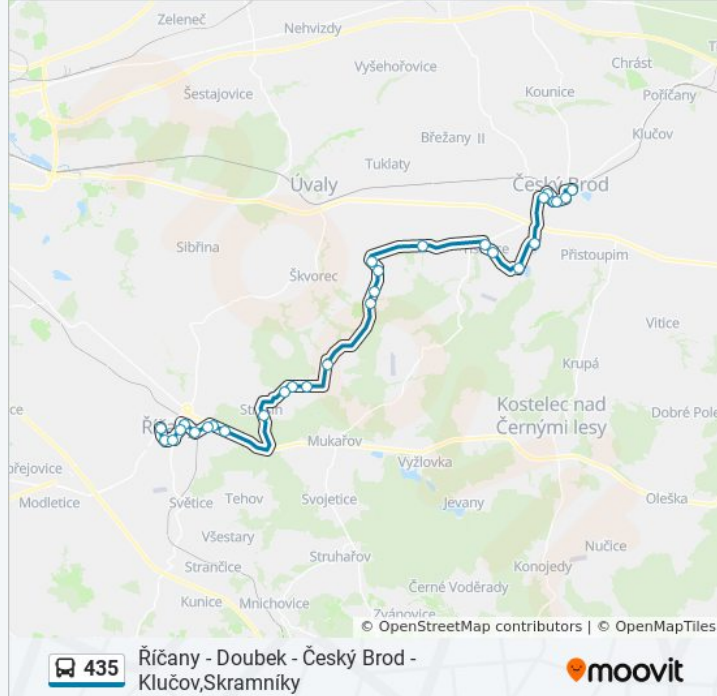 Zeleneč
Nehvizdy
Chrást
Vyšehořovice
Kounice
Šestajovice
Poříčany
Břežany II
Klučov
Tuklaty
Úvaly
Český Brod
Sibřina
Přistoupim
Škvorec
Vitice
Krupá
Kostelec nad
Černými lesy
Dobré Pole
Mukařov
Vyžlovka
Modletice
Světice
Tehov
Svojetice
Jevany
Oleška
Všestary
Nučice
Strančice
Struhařov
Konojedy
Kunice
Mnichovice
Černé Voděrady
Zvánovice
© OpenStreetMap contributors | © OpenMapTiles
435
Říčany - Doubek - Český Brod -
Klučov,Skramníky
moovit